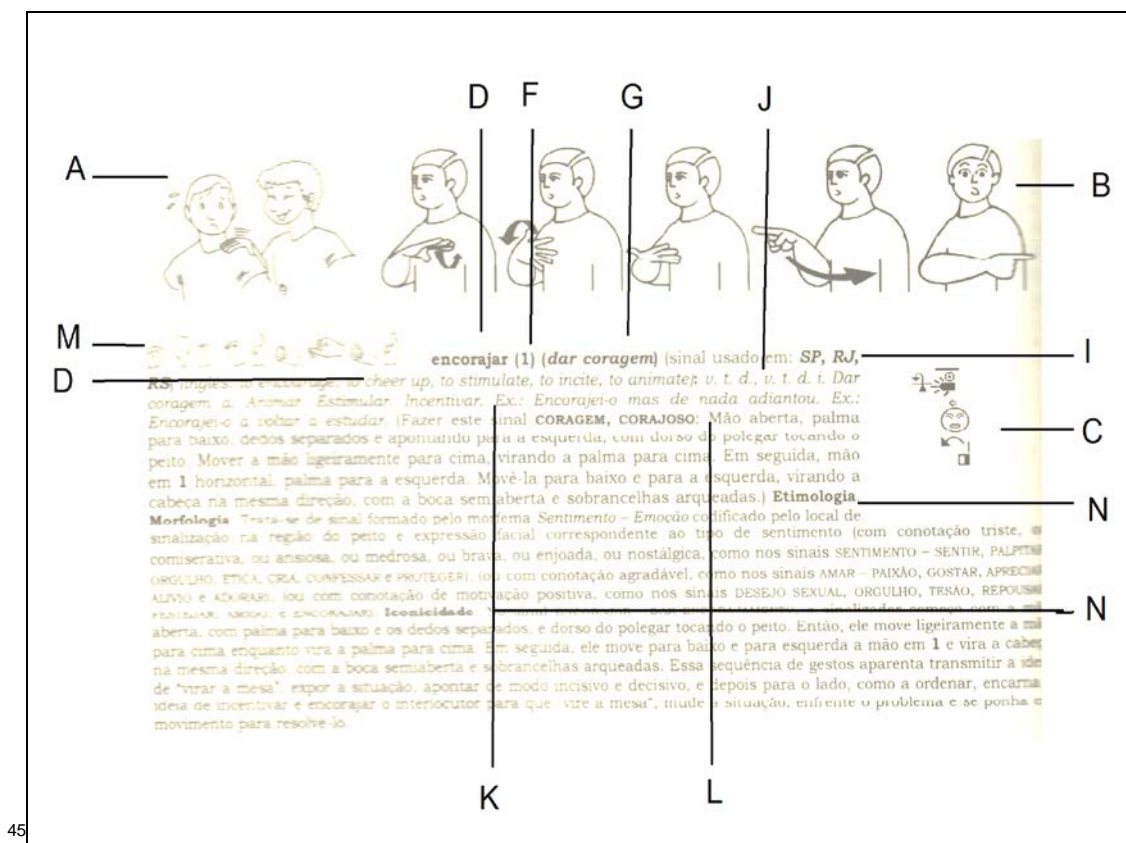 D F G J
A
B
M
encorajar (1) (dar coragem) (sinal usado em: SP, RJ,
I
D
RS) (inglês: to encourage, to cheer up, to stimulate, to incite, to animate): v. t. d., v. t. d. i. Dar
coragem a. Animar. Estimular. Incentivar. Ex.: Encorajei-o mas de nada adiantou. Ex.:
Encorajei-o a voltar a estudar. (Fazer este sinal CORAGEM, CORAJOSO: Mão aberta, palma
C
para baixo, dedos separados e apontando para a esquerda, com dorso do polegar tocando o
peito. Mover a mão ligeiramente para cima, virando a palma para cima. Em seguida, mão
em 1 horizontal, palma para a esquerda. Movê-la para baixo e para a esquerda, virando a
cabeça na mesma direção, com a boca semiaberta e sobrancelhas arqueadas.) Etimologia
N
Morfologia. Trata-se de sinal formado pelo morfema Sentimento – Emoção codificado pelo local de
sinalização na região do peito e expressão facial correspondente ao tipo de sentimento (com conotação triste,
comiserativa, ou ansiosa, ou medrosa, ou brava, ou enjoada, ou nostálgica, como nos sinais SENTIMENTO – SENTIR,
ORGULHO, ETICA, CRIA, CONFESSAR e PROTEGER), (ou com conotação agradável, como nos sinais AMAR – PAIXÃO, GOSTAR,
ALIVIO e ADORAR), (ou com conotação de motivação positiva, como nos sinais DESEJO SEXUAL, ORGULHO, TESÃO,
e ENCORAJAR). Iconicidade. sinalizador começa com a
N
aberta, com palma para baixo e os dedos separados, e dorso do polegar tocando o peito. Então, ele move ligeiramente a
para cima enquanto vira a palma para cima. Em seguida, ele move para baixo e para esquerda a mão em 1 e vira a
na mesma direção, com a boca semiaberta e sobrancelhas arqueadas. Essa sequência de gestos aparenta transmitir a
de "virar a mesa", expor a situação, apontar de modo incisivo e decisivo, e depois para o lado, como a ordenar,
ideia de incentivar e encorajar o interlocutor para que "vire a mesa", mude a situação, enfrente o problema e se ponha
movimento para resolve-lo.
K L
45